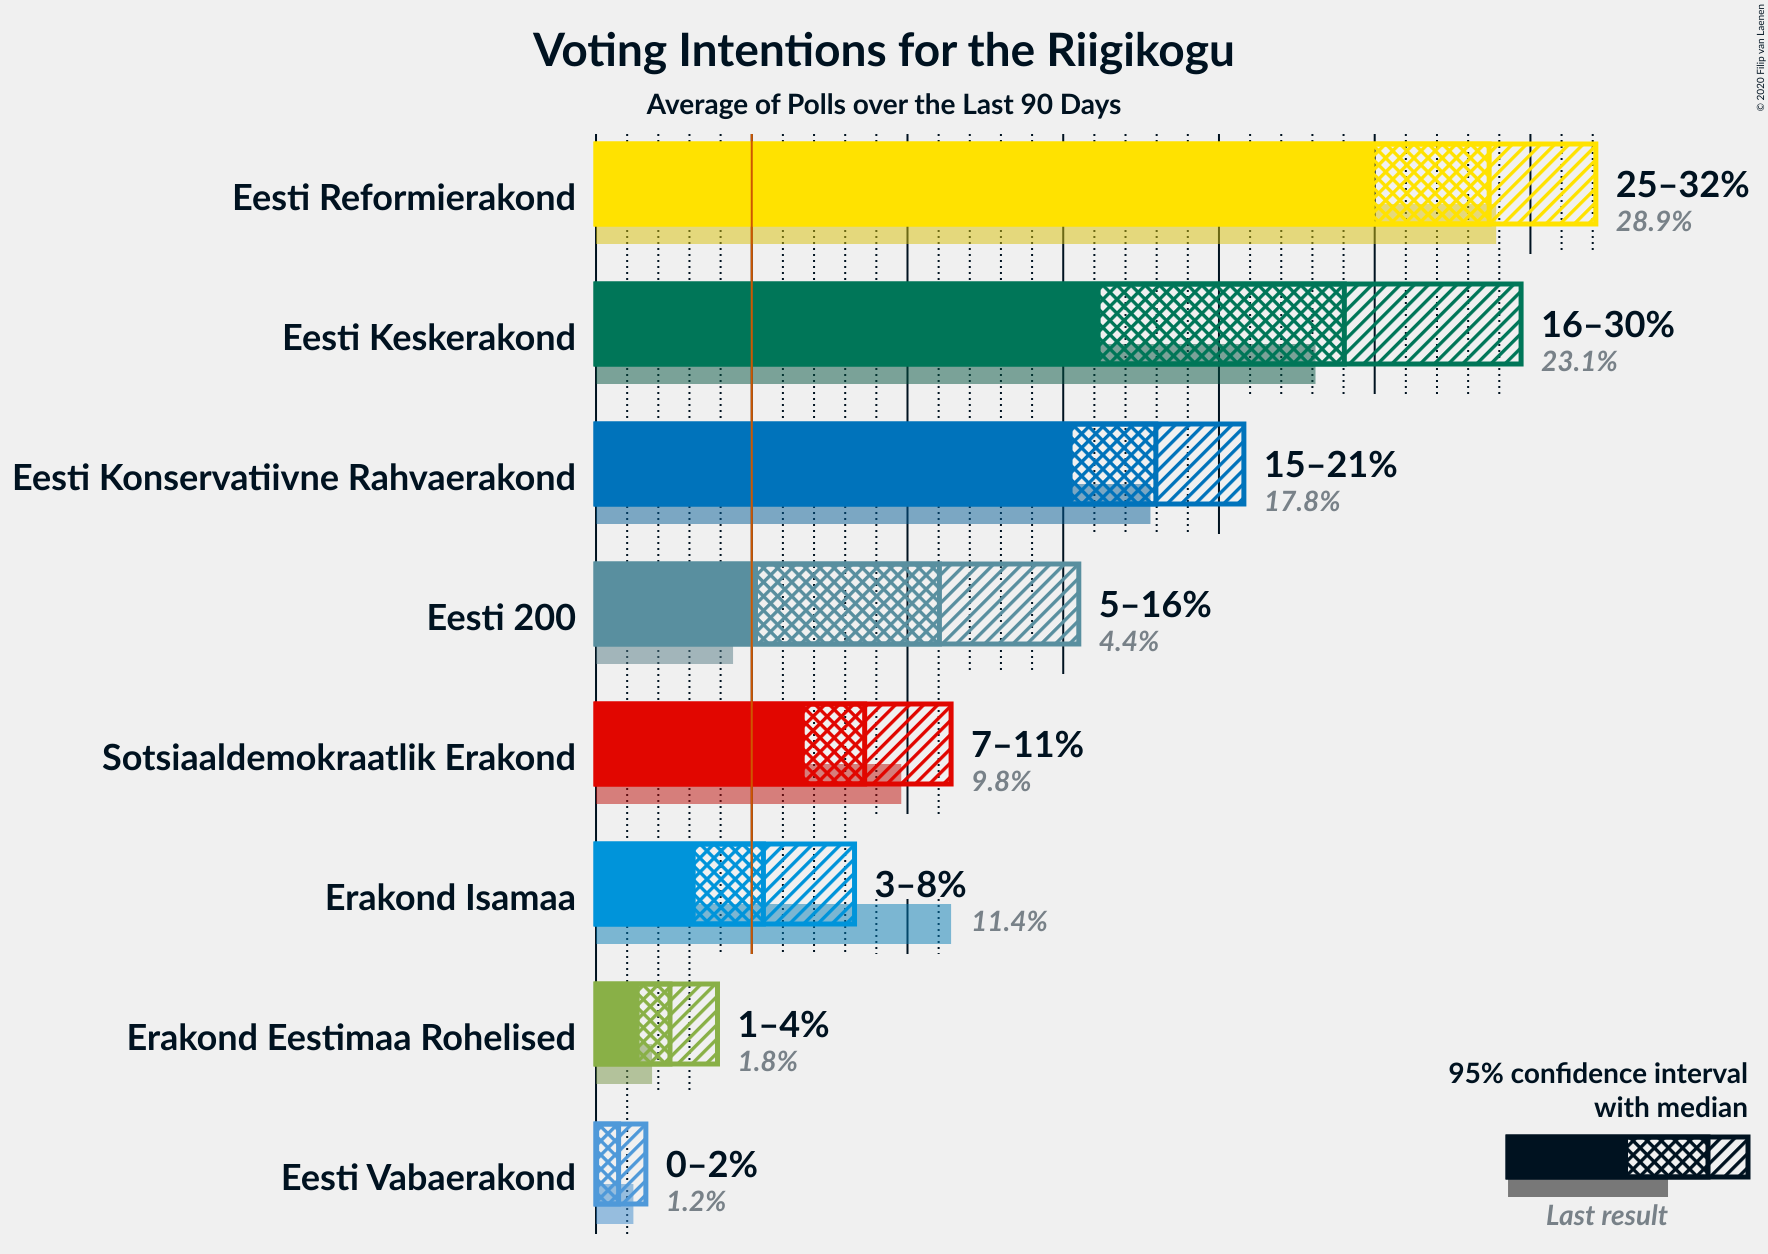 Voting Intentions for the Riigikogu
Average of Polls over the Last 90 Days
© 2020 Filip van Laenen
Eesti Reformierakond
25–32%
28.9%
Eesti Keskerakond
16–30%
23.1%
Eesti Konservatiivne Rahvaerakond
15–21%
17.8%
Eesti 200
5–16%
4.4%
Sotsiaaldemokraatlik Erakond
7–11%
9.8%
Erakond Isamaa
3–8%
11.4%
Erakond Eestimaa Rohelised
1–4%
1.8%
Eesti Vabaerakond
0–2%
1.2%
95% confidence interval
with median
Last result